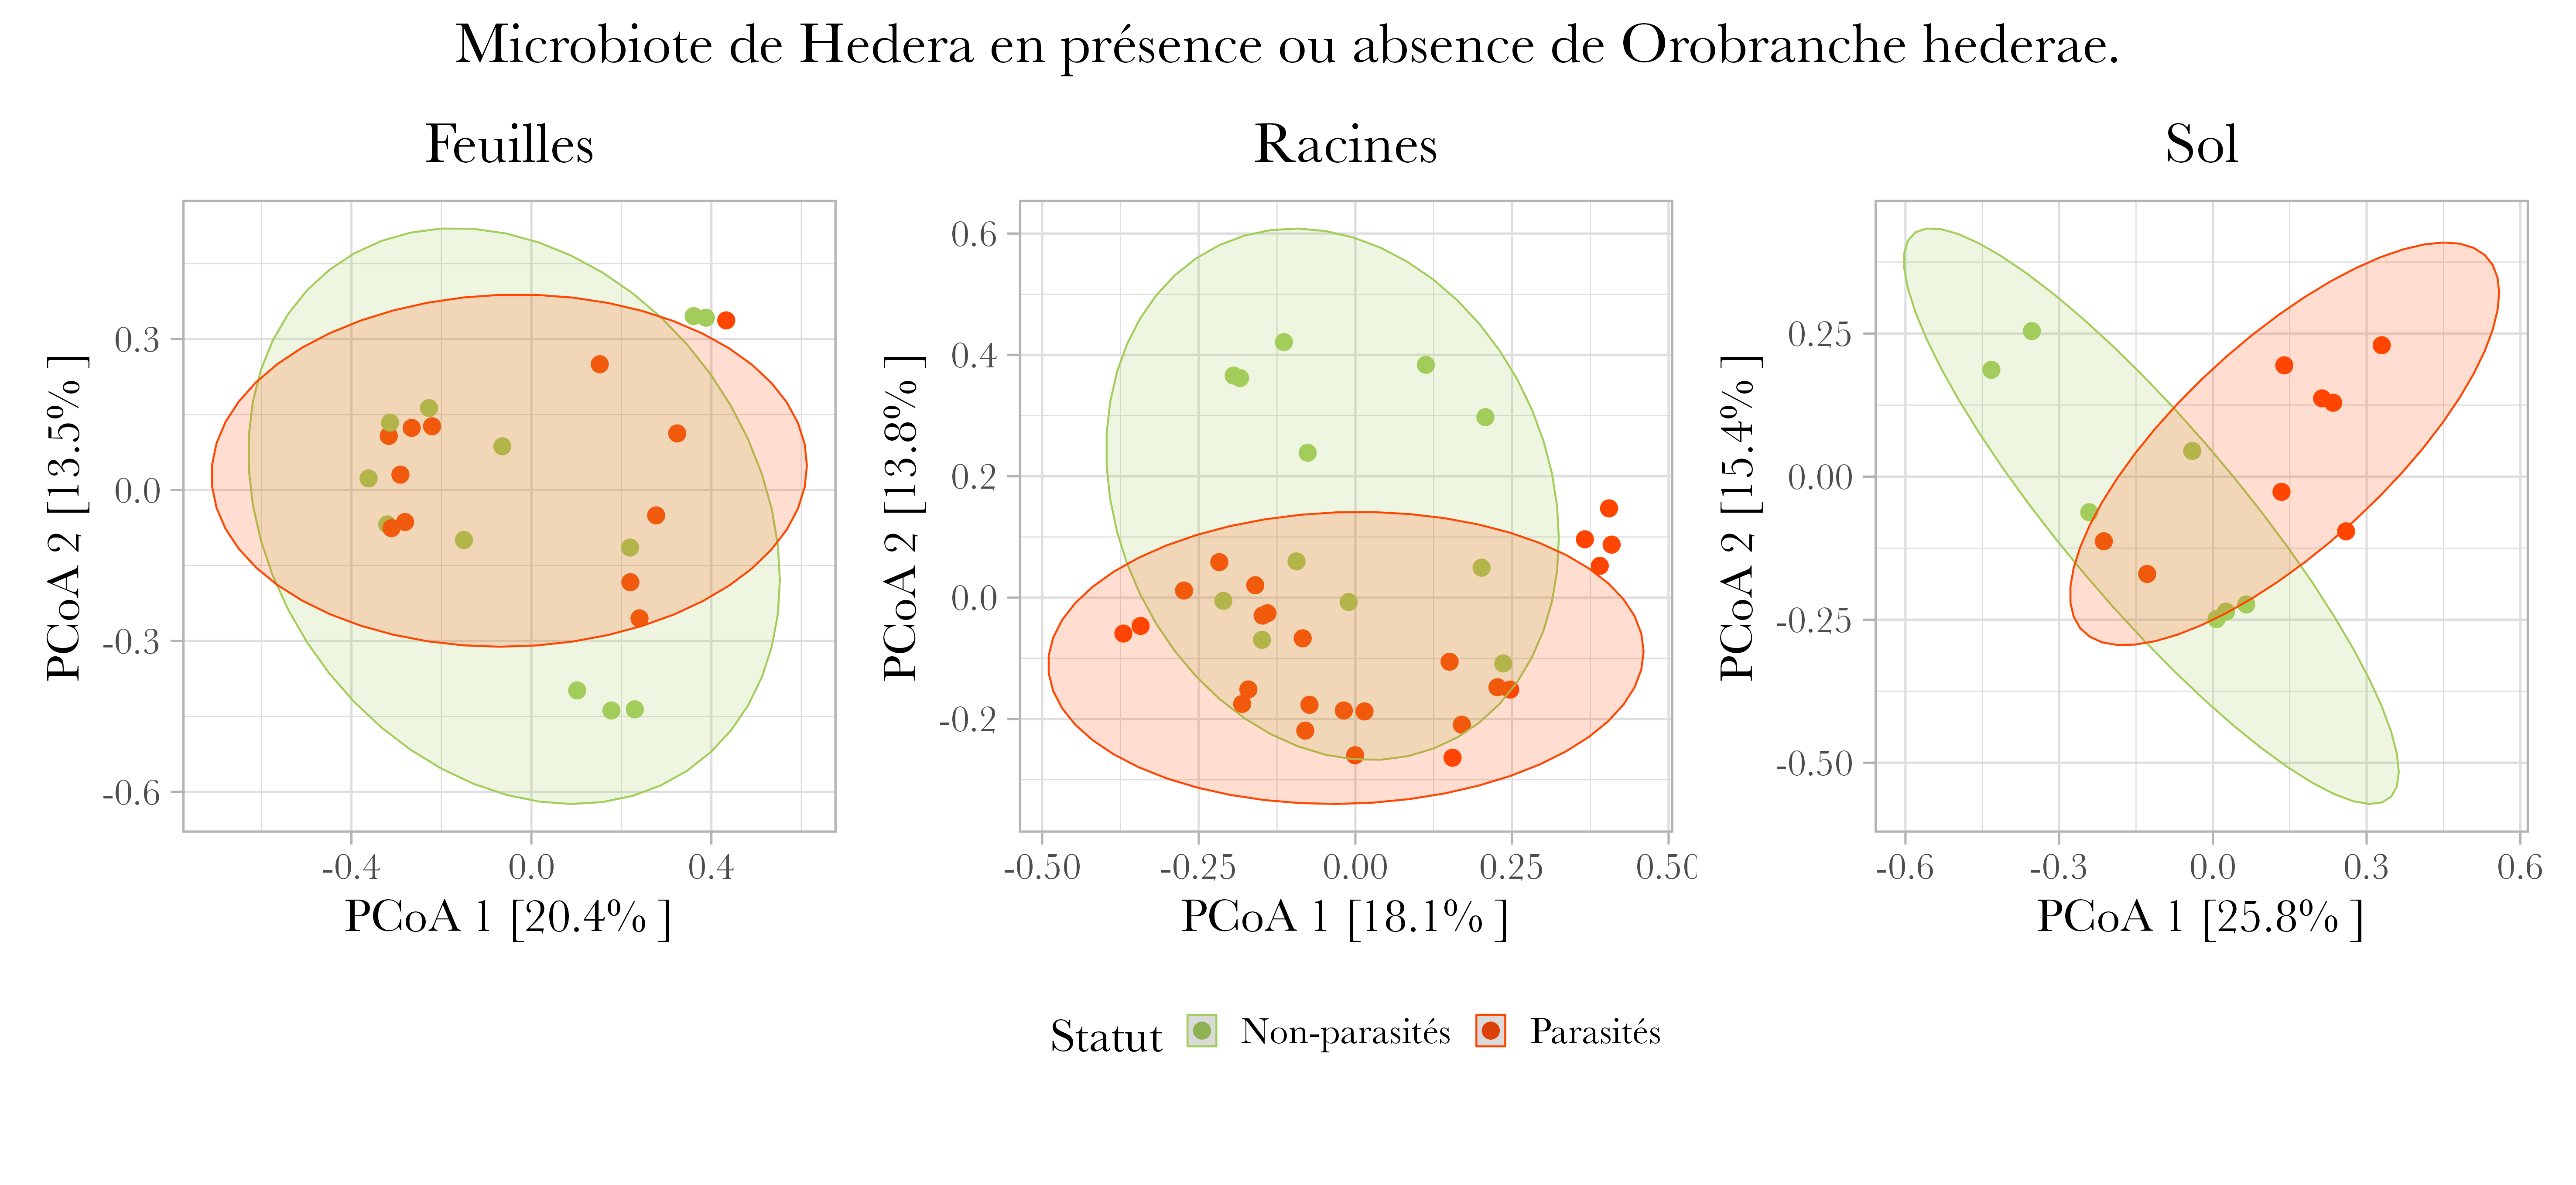 Microbiote de Hedera en présence ou absence de Orobranche hederae.
Feuilles
Racines
Sol
PCoA 2 [13.5% ]
0.3
0.0
-0.3
-0.6
-0.4 0.0 0.4
PCoA 1 [20.4% ]
PCoA 2 [13.8% ]
0.6
0.4
0.2
0.0
-0.2
-0.50 -0.25 0.00 0.25 0.50
PCoA 1 [18.1% ]
PCoA 2 [15.4% ]
0.25
0.00
-0.25
-0.50
-0.6 -0.3 0.0 0.3 0.6
PCoA 1 [25.8% ]
Statut Non-parasités Parasités